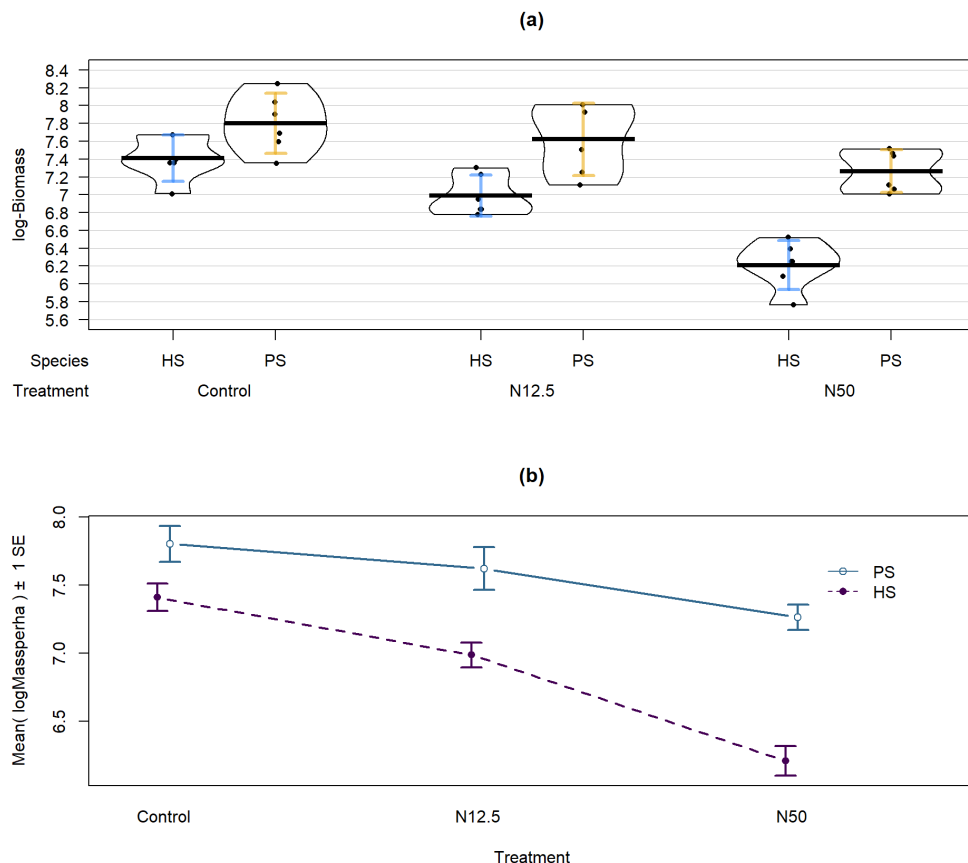 (a)
log-Biomass
8.4
8.2
8
7.8
7.6
7.4
7.2
7
6.8
6.6
6.4
6.2
6
5.8
5.6
Species HS PS HS PS HS PS
Treatment Control N12.5 N50
(b)
Mean( logMassperha ) ± 1 SE
8.0
7.5
7.0
6.5
PS
HS
Control N12.5 N50
Treatment